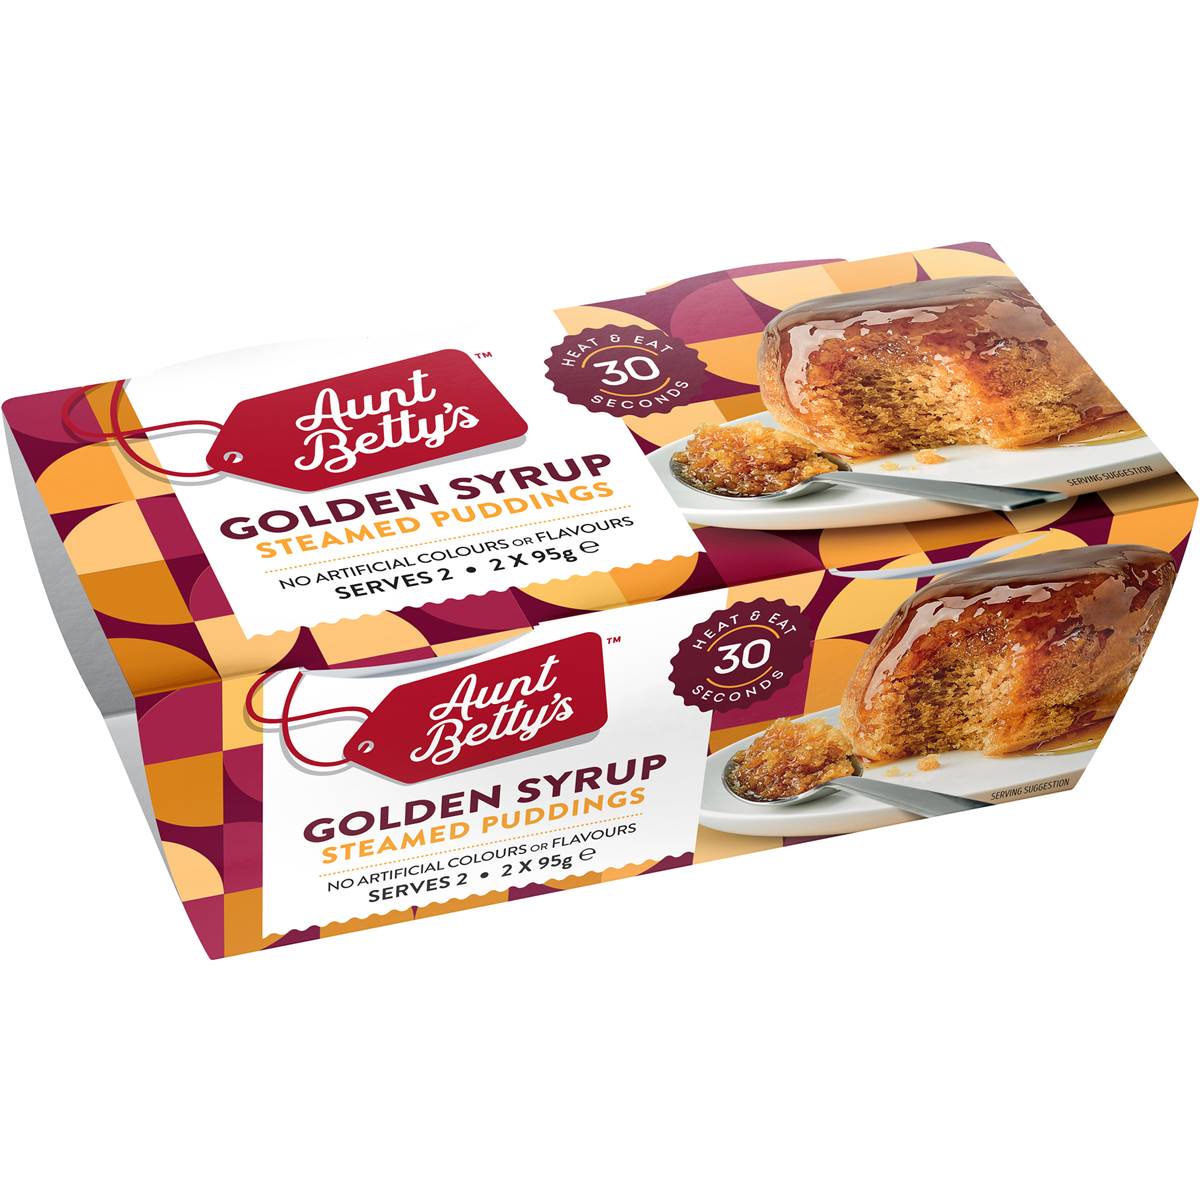 Aunt
Betty's ™
GOLDEN SYRUP
STEAMED PUDDINGS
NO ARTIFICIAL COLOURS OR FLAVOURS
SERVES 2 • 2 X 95g ℮
HEAT & EAT
30
SECONDS
SERVING SUGGESTION
Aunt
Betty's ™
GOLDEN SYRUP
STEAMED PUDDINGS
NO ARTIFICIAL COLOURS OR FLAVOURS
SERVES 2 • 2 X 95g ℮
HEAT & EAT
30
SECONDS
SERVING SUGGESTION